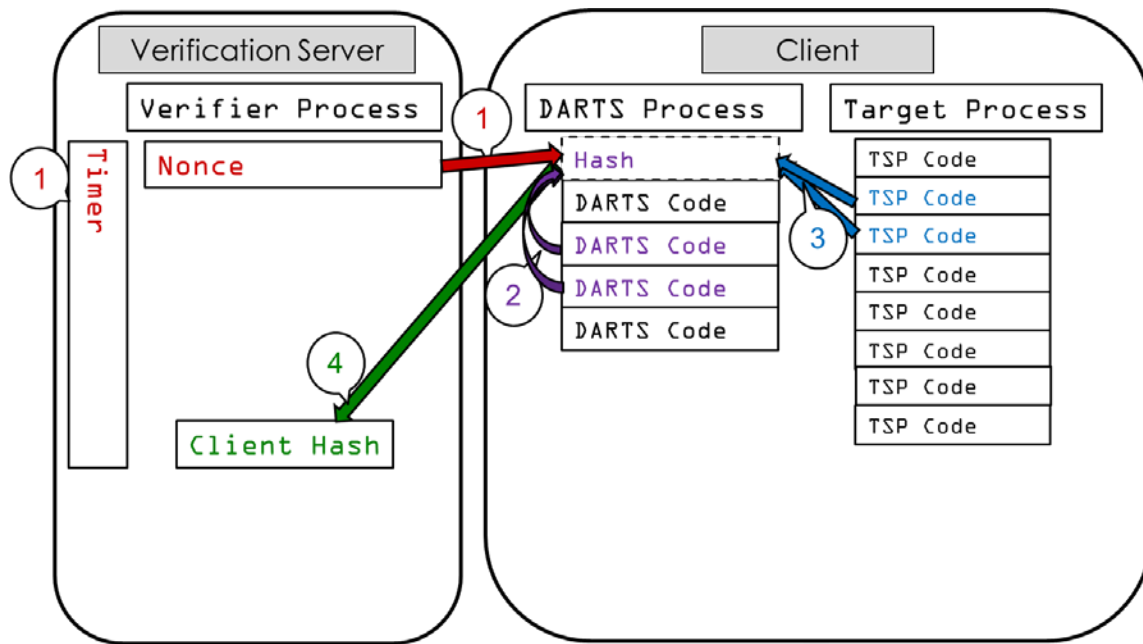 Verification Server
Verifier Process
1
Timer
Nonce
1
4
Client Hash
Client
DARTS Process
Hash
DARTS Code
DARTS Code
DARTS Code
DARTS Code
2
3
Target Process
TSP Code
TSP Code
TSP Code
TSP Code
TSP Code
TSP Code
TSP Code
TSP Code